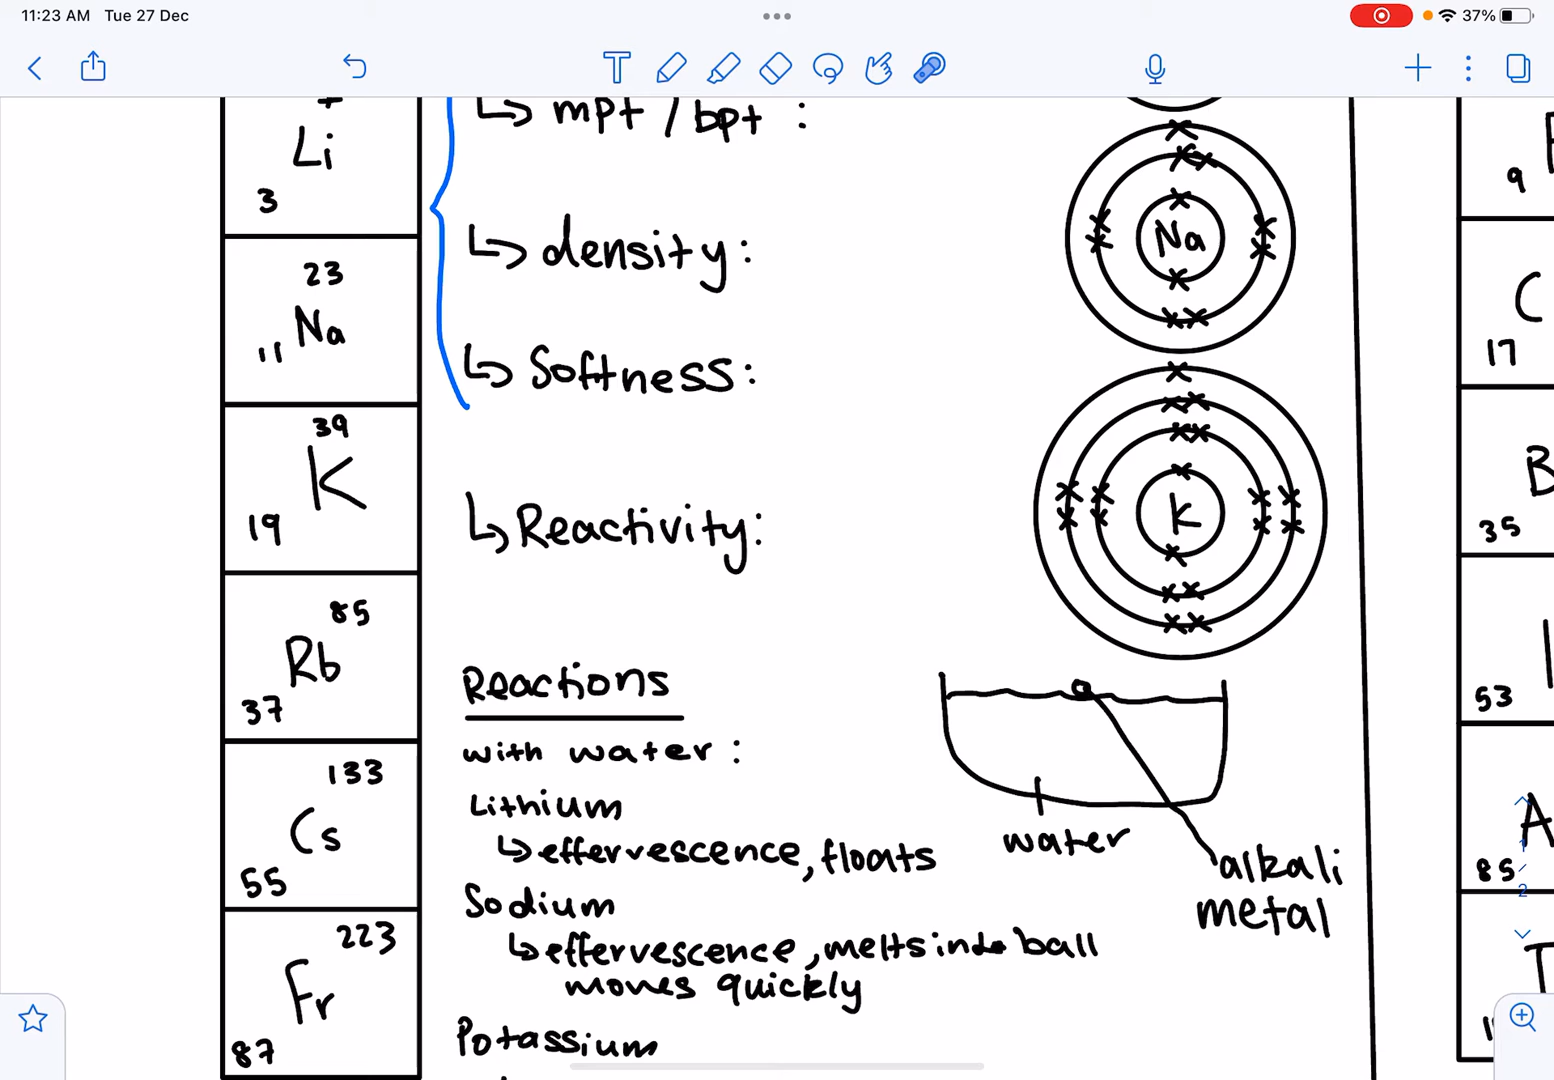 11:23 AM Tue 27 Dec
37%
T
Li
3
23
Na
11
39
K
19
85
Rb
37
133
Cs
55
223
Fr
87
↳ mpt / bpt :
↳ density:
↳ Softness:
↳ Reactivity:
Reactions
with water :
Lithium
↳ effervescence, floats
Sodium
↳ effervescence, melts into ball
moves quickly
Potassium
Na
K
water
alkali
metal
9
C
17
B
35
I
53
A
85
1
2
T